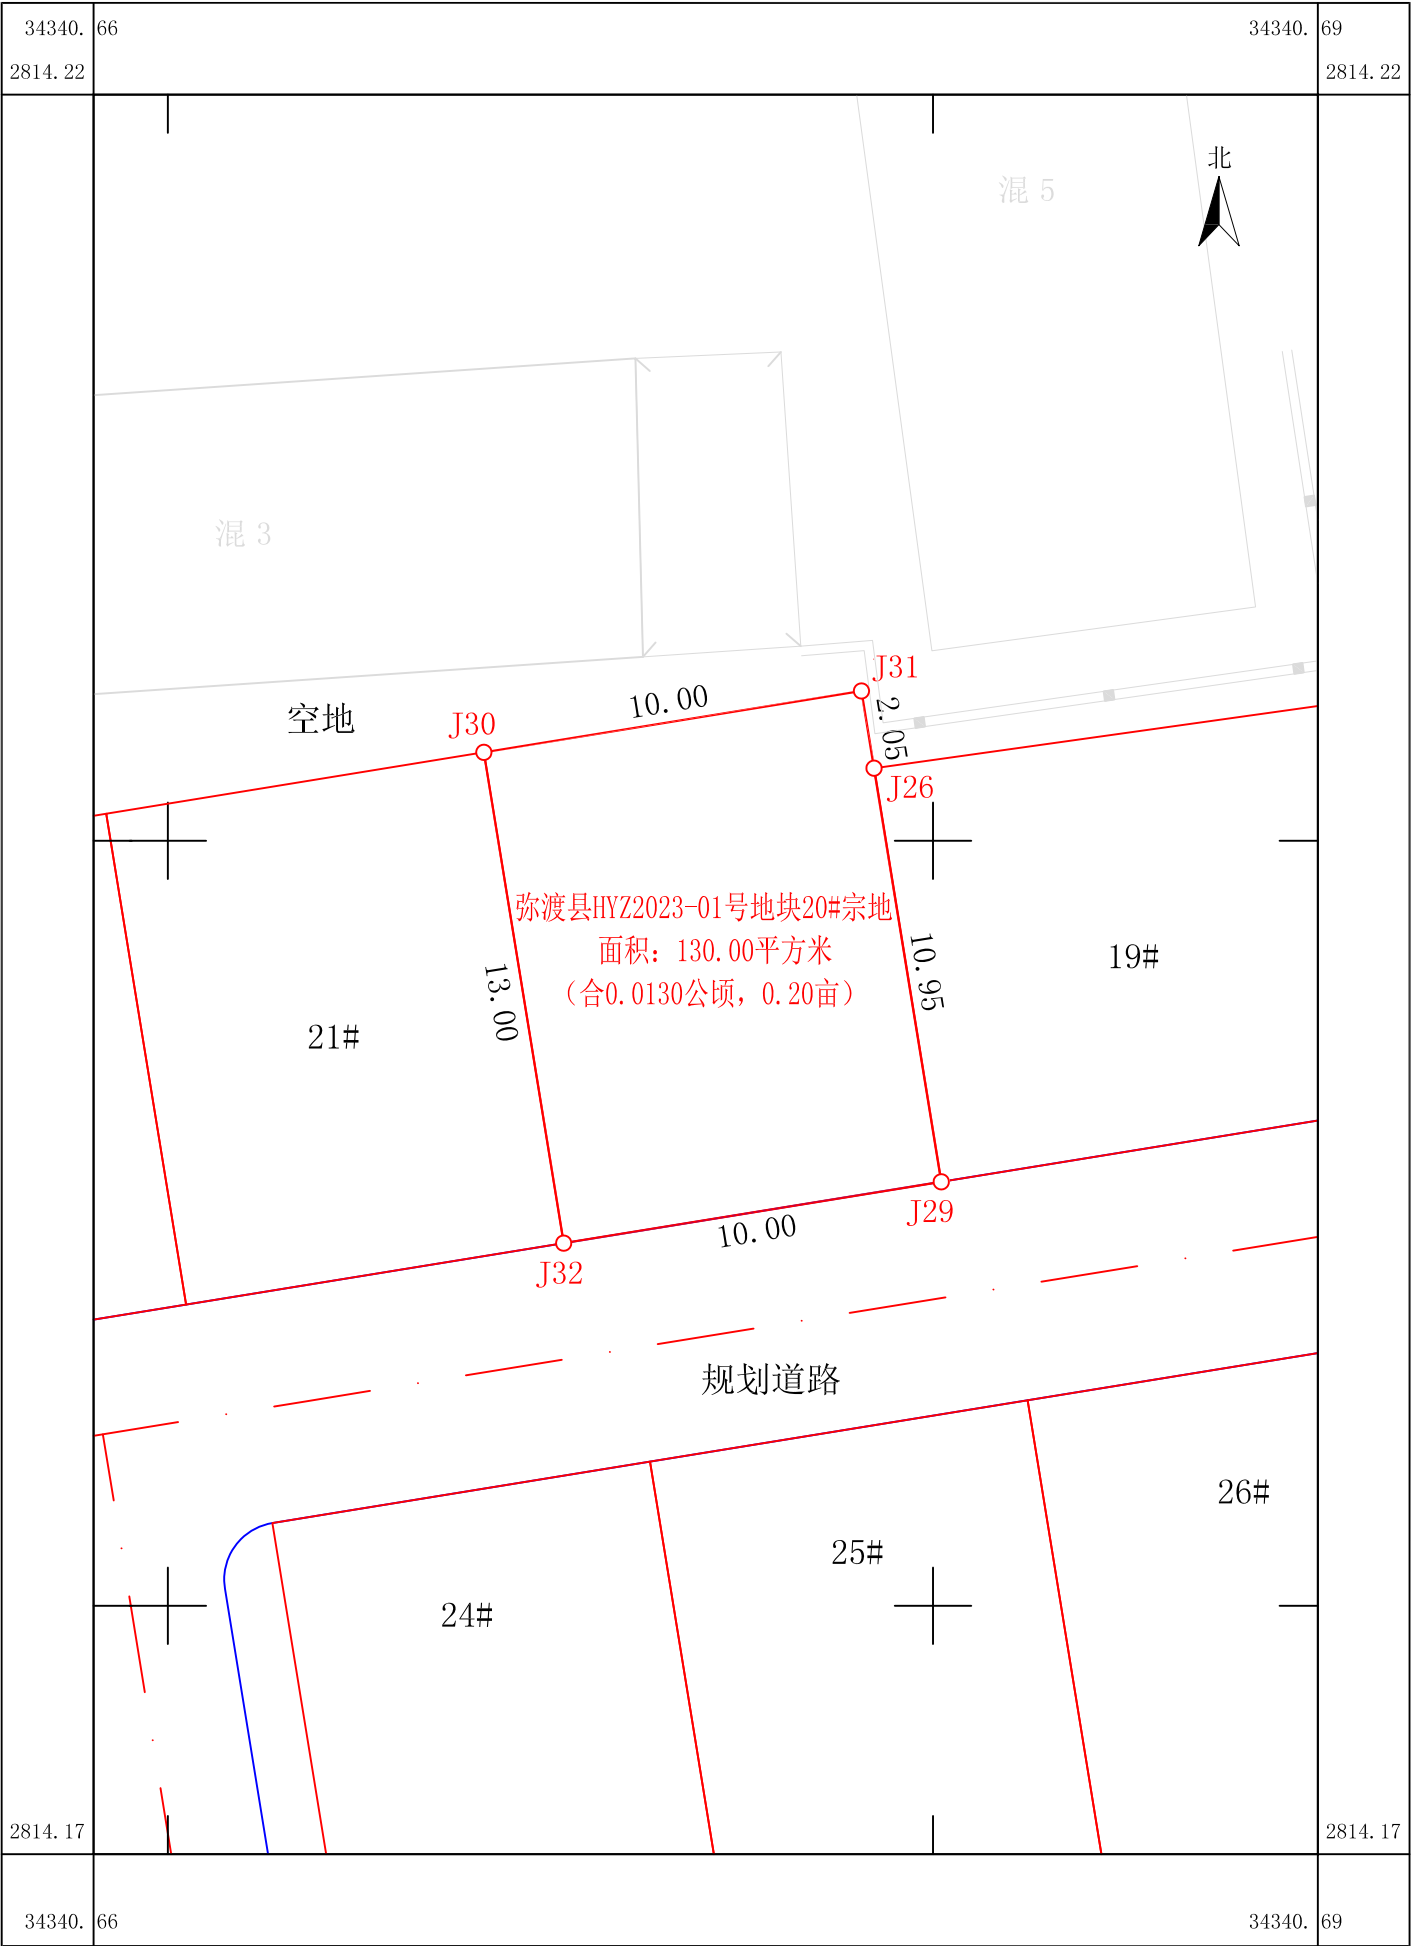 34340. 66
34340. 69
2814.22
2814.22
北
混 5
混 3
J31
10.00
2.05
空地
J30
J26
弥渡县HYZ2023-01号地块20#宗地
面积：130.00平方米
（合0.0130公顷，0.20亩）
19#
10.95
13.00
21#
J29
10.00
J32
规划道路
26#
25#
24#
2814.17
2814.17
34340. 66
34340. 69